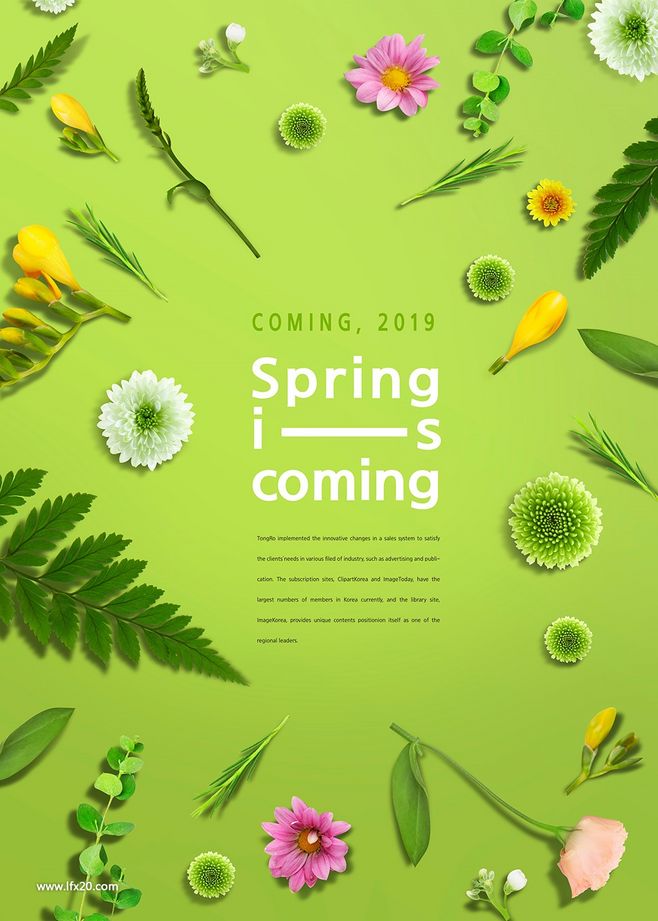 COMING, 2019
Spring
i — s
coming
TongRo implemented the innovative changes in a sales system to satisfy
the clients'needs in various filed of industry, such as advertising and publi-
cation. The subscription sites, ClipartKorea and ImageToday, have the
largest numbers of members in Korea currently, and the library site,
ImageKorea, provides unique contents positionion itself as one of the
regional leaders.
www.lfx20.com